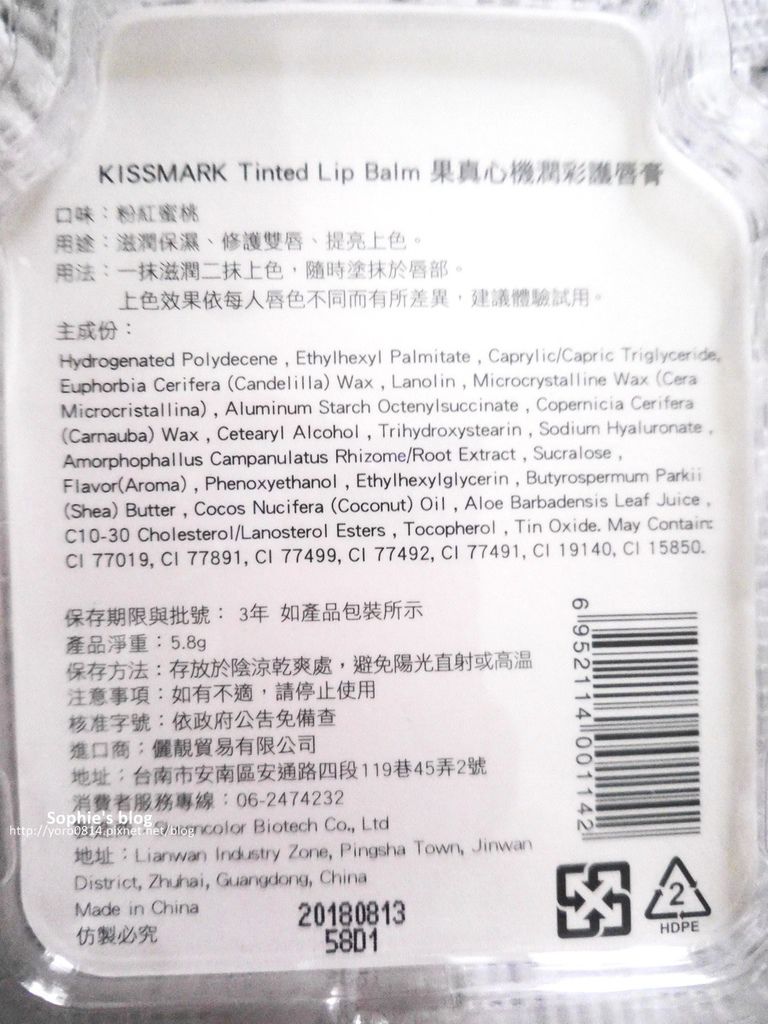 KISSMARK Tinted Lip Balm 果真心機潤彩護唇膏
口味：粉紅蜜桃
用途：滋潤保濕、修護雙唇、提亮上色。
用法：一抹滋潤二抹上色，隨時塗抹於唇部。
上色效果依每人唇色不同而有所差異，建議體驗試用。
主成份：
Hydrogenated Polydecene , Ethylhexyl Palmitate , Caprylic/Capric Triglyceride,
Euphorbia Cerifera (Candelilla) Wax , Lanolin , Microcrystalline Wax (Cera
Microcristallina) , Aluminum Starch Octenylsuccinate , Copernicia Cerifera
(Carnauba) Wax , Cetearyl Alcohol , Trihydroxystearin , Sodium Hyaluronate ,
Amorphophallus Campanulatus Rhizome/Root Extract , Sucralose ,
Flavor(Aroma) , Phenoxyethanol , Ethylhexylglycerin , Butyrospermum Parkii
(Shea) Butter , Cocos Nucifera (Coconut) Oil , Aloe Barbadensis Leaf Juice ,
C10-30 Cholesterol/Lanosterol Esters , Tocopherol , Tin Oxide. May Contain:
CI 77019, CI 77891, CI 77499, CI 77492, CI 77491, CI 19140, CI 15850.
保存期限與批號： 3年 如產品包裝所示
產品淨重：5.8g
保存方法：存放於陰涼乾爽處，避免陽光直射或高溫
注意事項：如有不適，請停止使用
核准字號：依政府公告免備查
進口商：儷靚貿易有限公司
地址：台南市安南區安通路四段119巷45弄2號
消費者服務專線：06-2474232
Biotech Co., Ltd
地址：Lianwan Industry Zone, Pingsha Town, Jinwan
District, Zhuhai, Guangdong, China
Made in China
仿製必究
20180813
58D1
6 952114 001142
2
HDPE
Sophie's blog
http://yoro0814.pixnet.net/blog